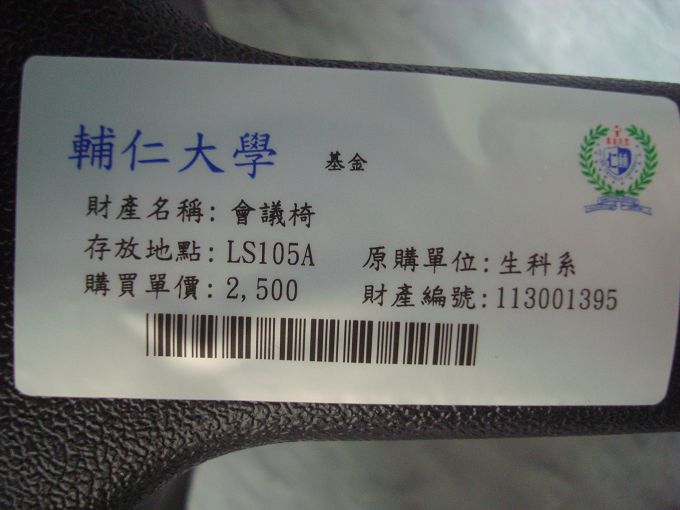 輔仁大學 基金
財產名稱: 會議椅
存放地點: LS105A 原購單位: 生科系
購買單價: 2,500 財產編號: 113001395